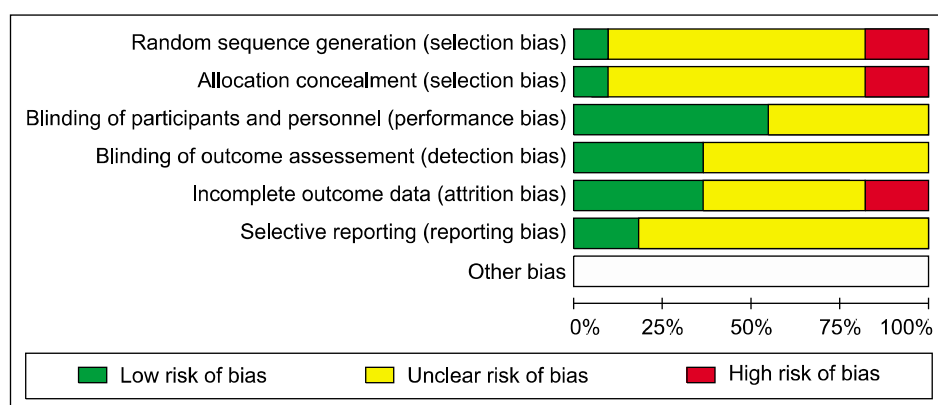 Random sequence generation (selection bias)
Allocation concealment (selection bias)
Blinding of participants and personnel (performance bias)
Blinding of outcome assessement (detection bias)
Incomplete outcome data (attrition bias)
Selective reporting (reporting bias)
Other bias
0% 25% 50% 75% 100%
Low risk of bias Unclear risk of bias High risk of bias